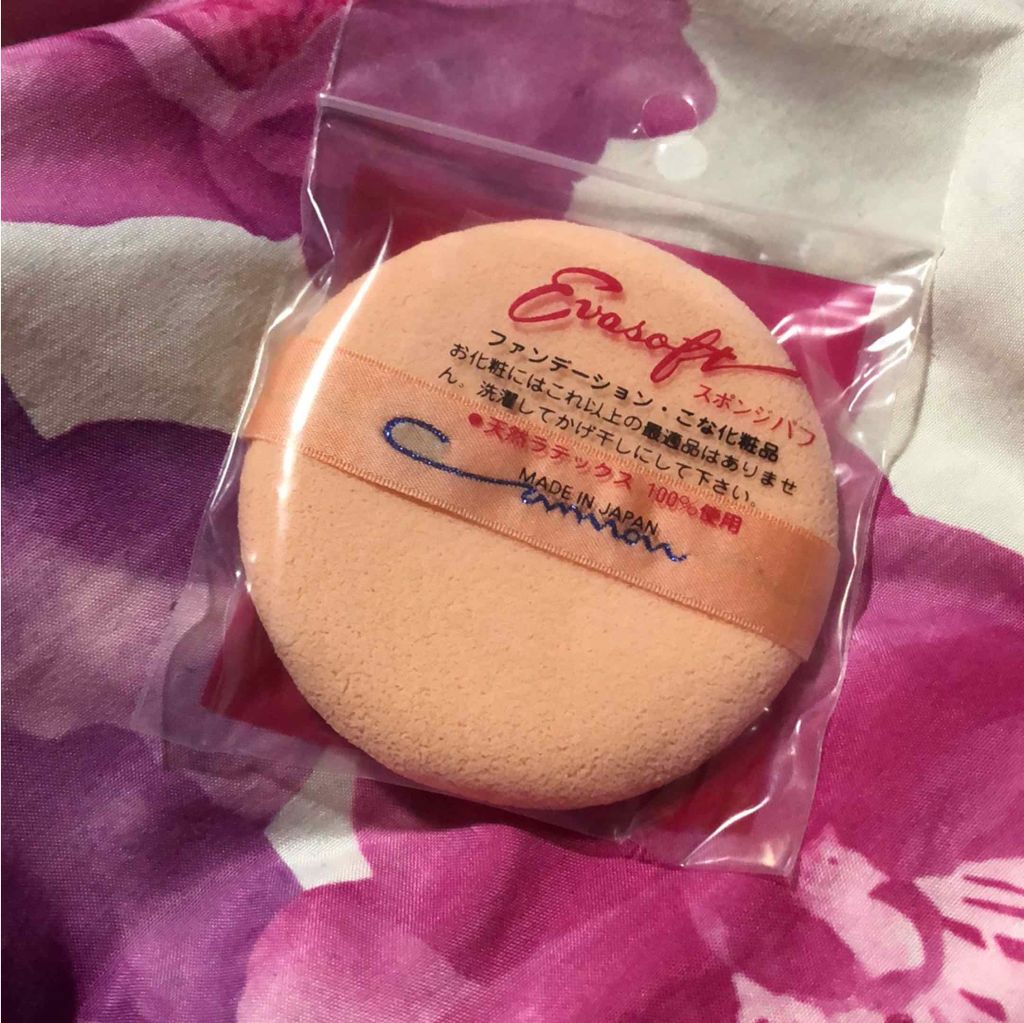 Evasoft
スポンジパフ
ファンデーション・こな化粧品
お化粧にはこれ以上の最適品はありませ
ん。洗濯してかげ干しにして下さい。
●天然ラテックス 100%使用
MADE IN JAPAN